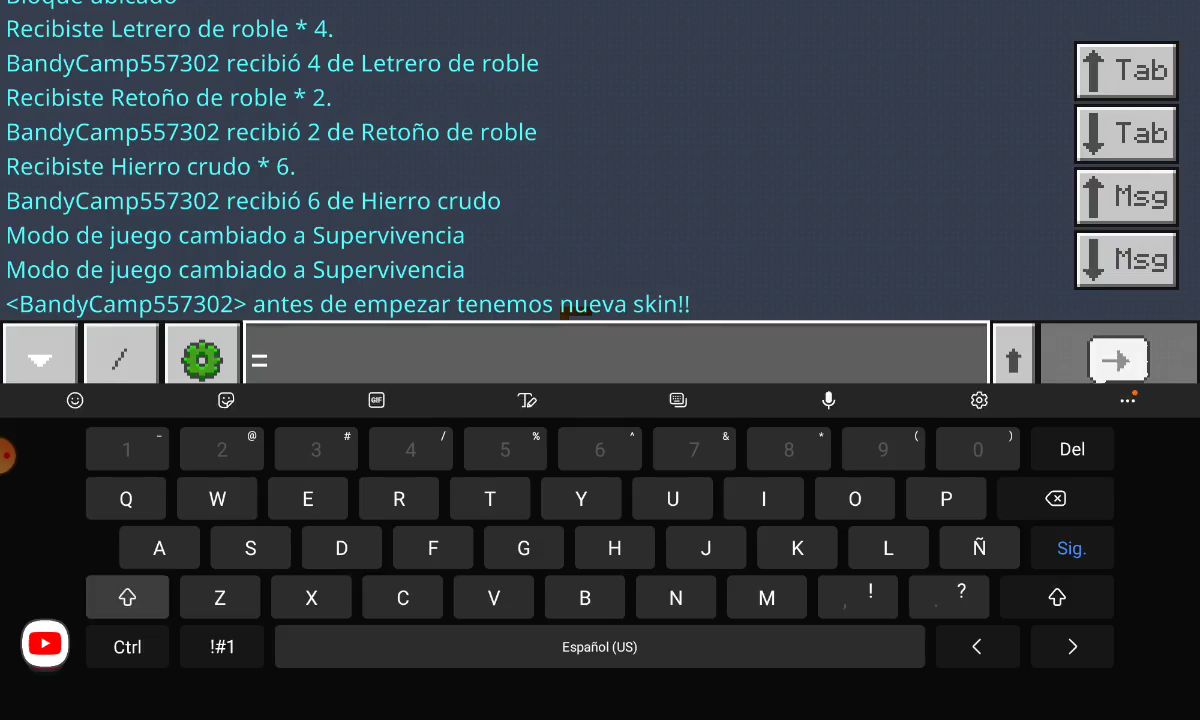 Bloque ubicado
Recibiste Letrero de roble * 4.
BandyCamp557302 recibió 4 de Letrero de roble
Recibiste Retoño de roble * 2.
BandyCamp557302 recibió 2 de Retoño de roble
Recibiste Hierro crudo * 6.
BandyCamp557302 recibió 6 de Hierro crudo
Modo de juego cambiado a Supervivencia
Modo de juego cambiado a Supervivencia
<BandyCamp557302> antes de empezar tenemos nueva skin!!
Tab
Tab
Msg
Msg
/ =
GIF
1 - 2 @ 3 # 4 / 5 % 6 ^ 7 & 8 * 9 ( 0 ) Del
Q W E R T Y U I O P
A S D F G H J K L Ñ Sig.
Z X C V B N M , ! . ?
Ctrl !#1 Español (US) < >